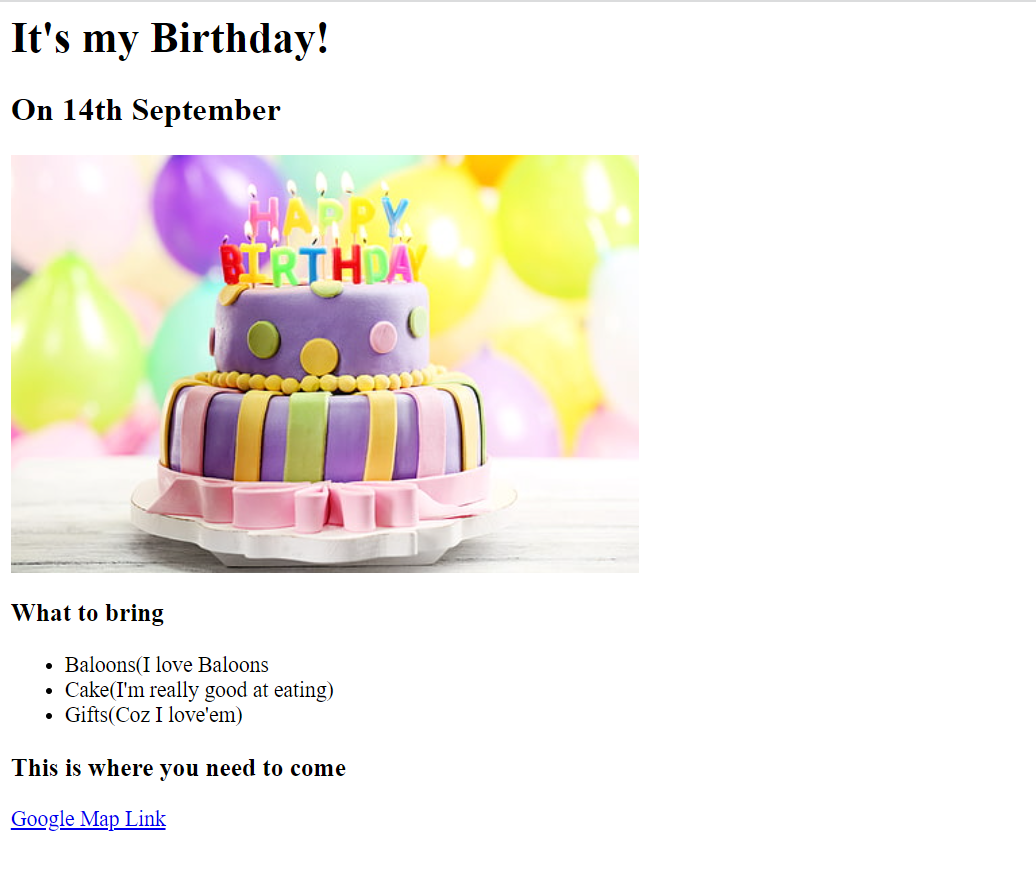 It's my Birthday!
On 14th September
HAPPY
BIRTHDAY
What to bring
Baloons(I love Baloons
Cake(I'm really good at eating)
Gifts(Coz I love'em)
This is where you need to come
Google Map Link